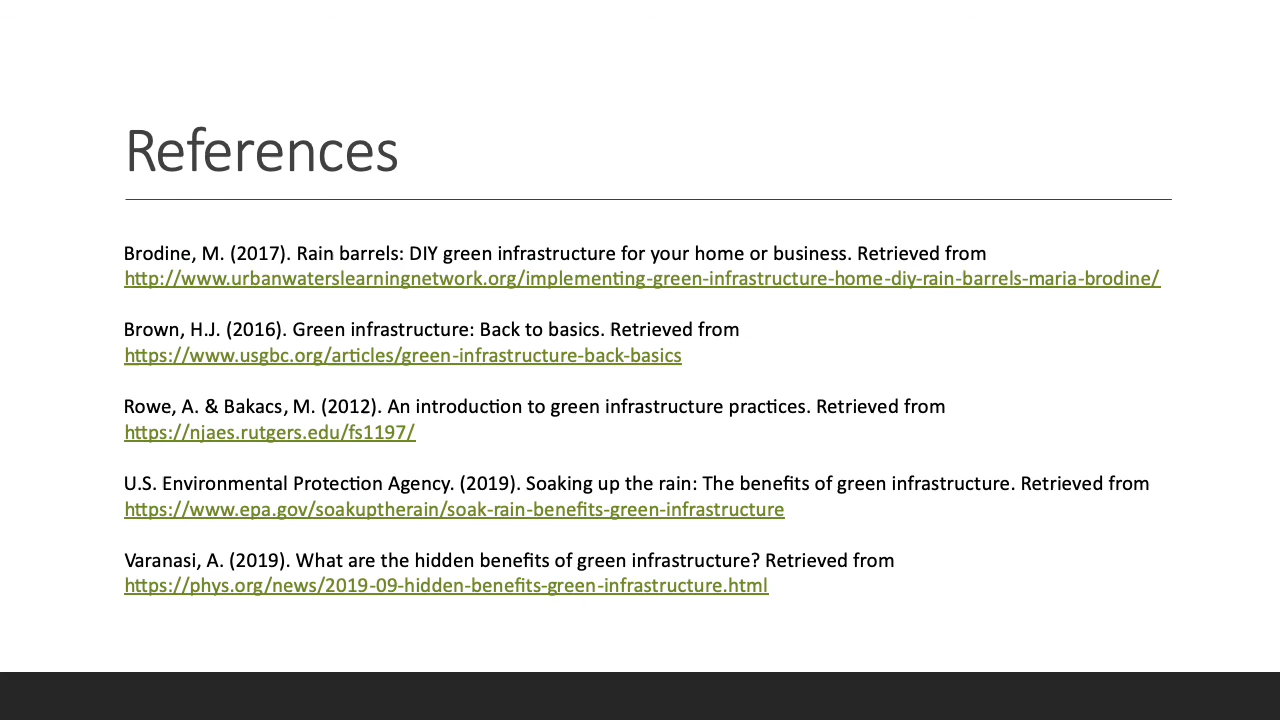 References
Brodine, M. (2017). Rain barrels: DIY green infrastructure for your home or business. Retrieved from
http://www.urbanwaterslearningnetwork.org/implementing-green-infrastructure-home-diy-rain-barrels-maria-brodine/
Brown, H.J. (2016). Green infrastructure: Back to basics. Retrieved from
https://www.usgbc.org/articles/green-infrastructure-back-basics
Rowe, A. & Bakacs, M. (2012). An introduction to green infrastructure practices. Retrieved from
https://njaes.rutgers.edu/fs1197/
U.S. Environmental Protection Agency. (2019). Soaking up the rain: The benefits of green infrastructure. Retrieved from
https://www.epa.gov/soakuptherain/soak-rain-benefits-green-infrastructure
Varanasi, A. (2019). What are the hidden benefits of green infrastructure? Retrieved from
https://phys.org/news/2019-09-hidden-benefits-green-infrastructure.html